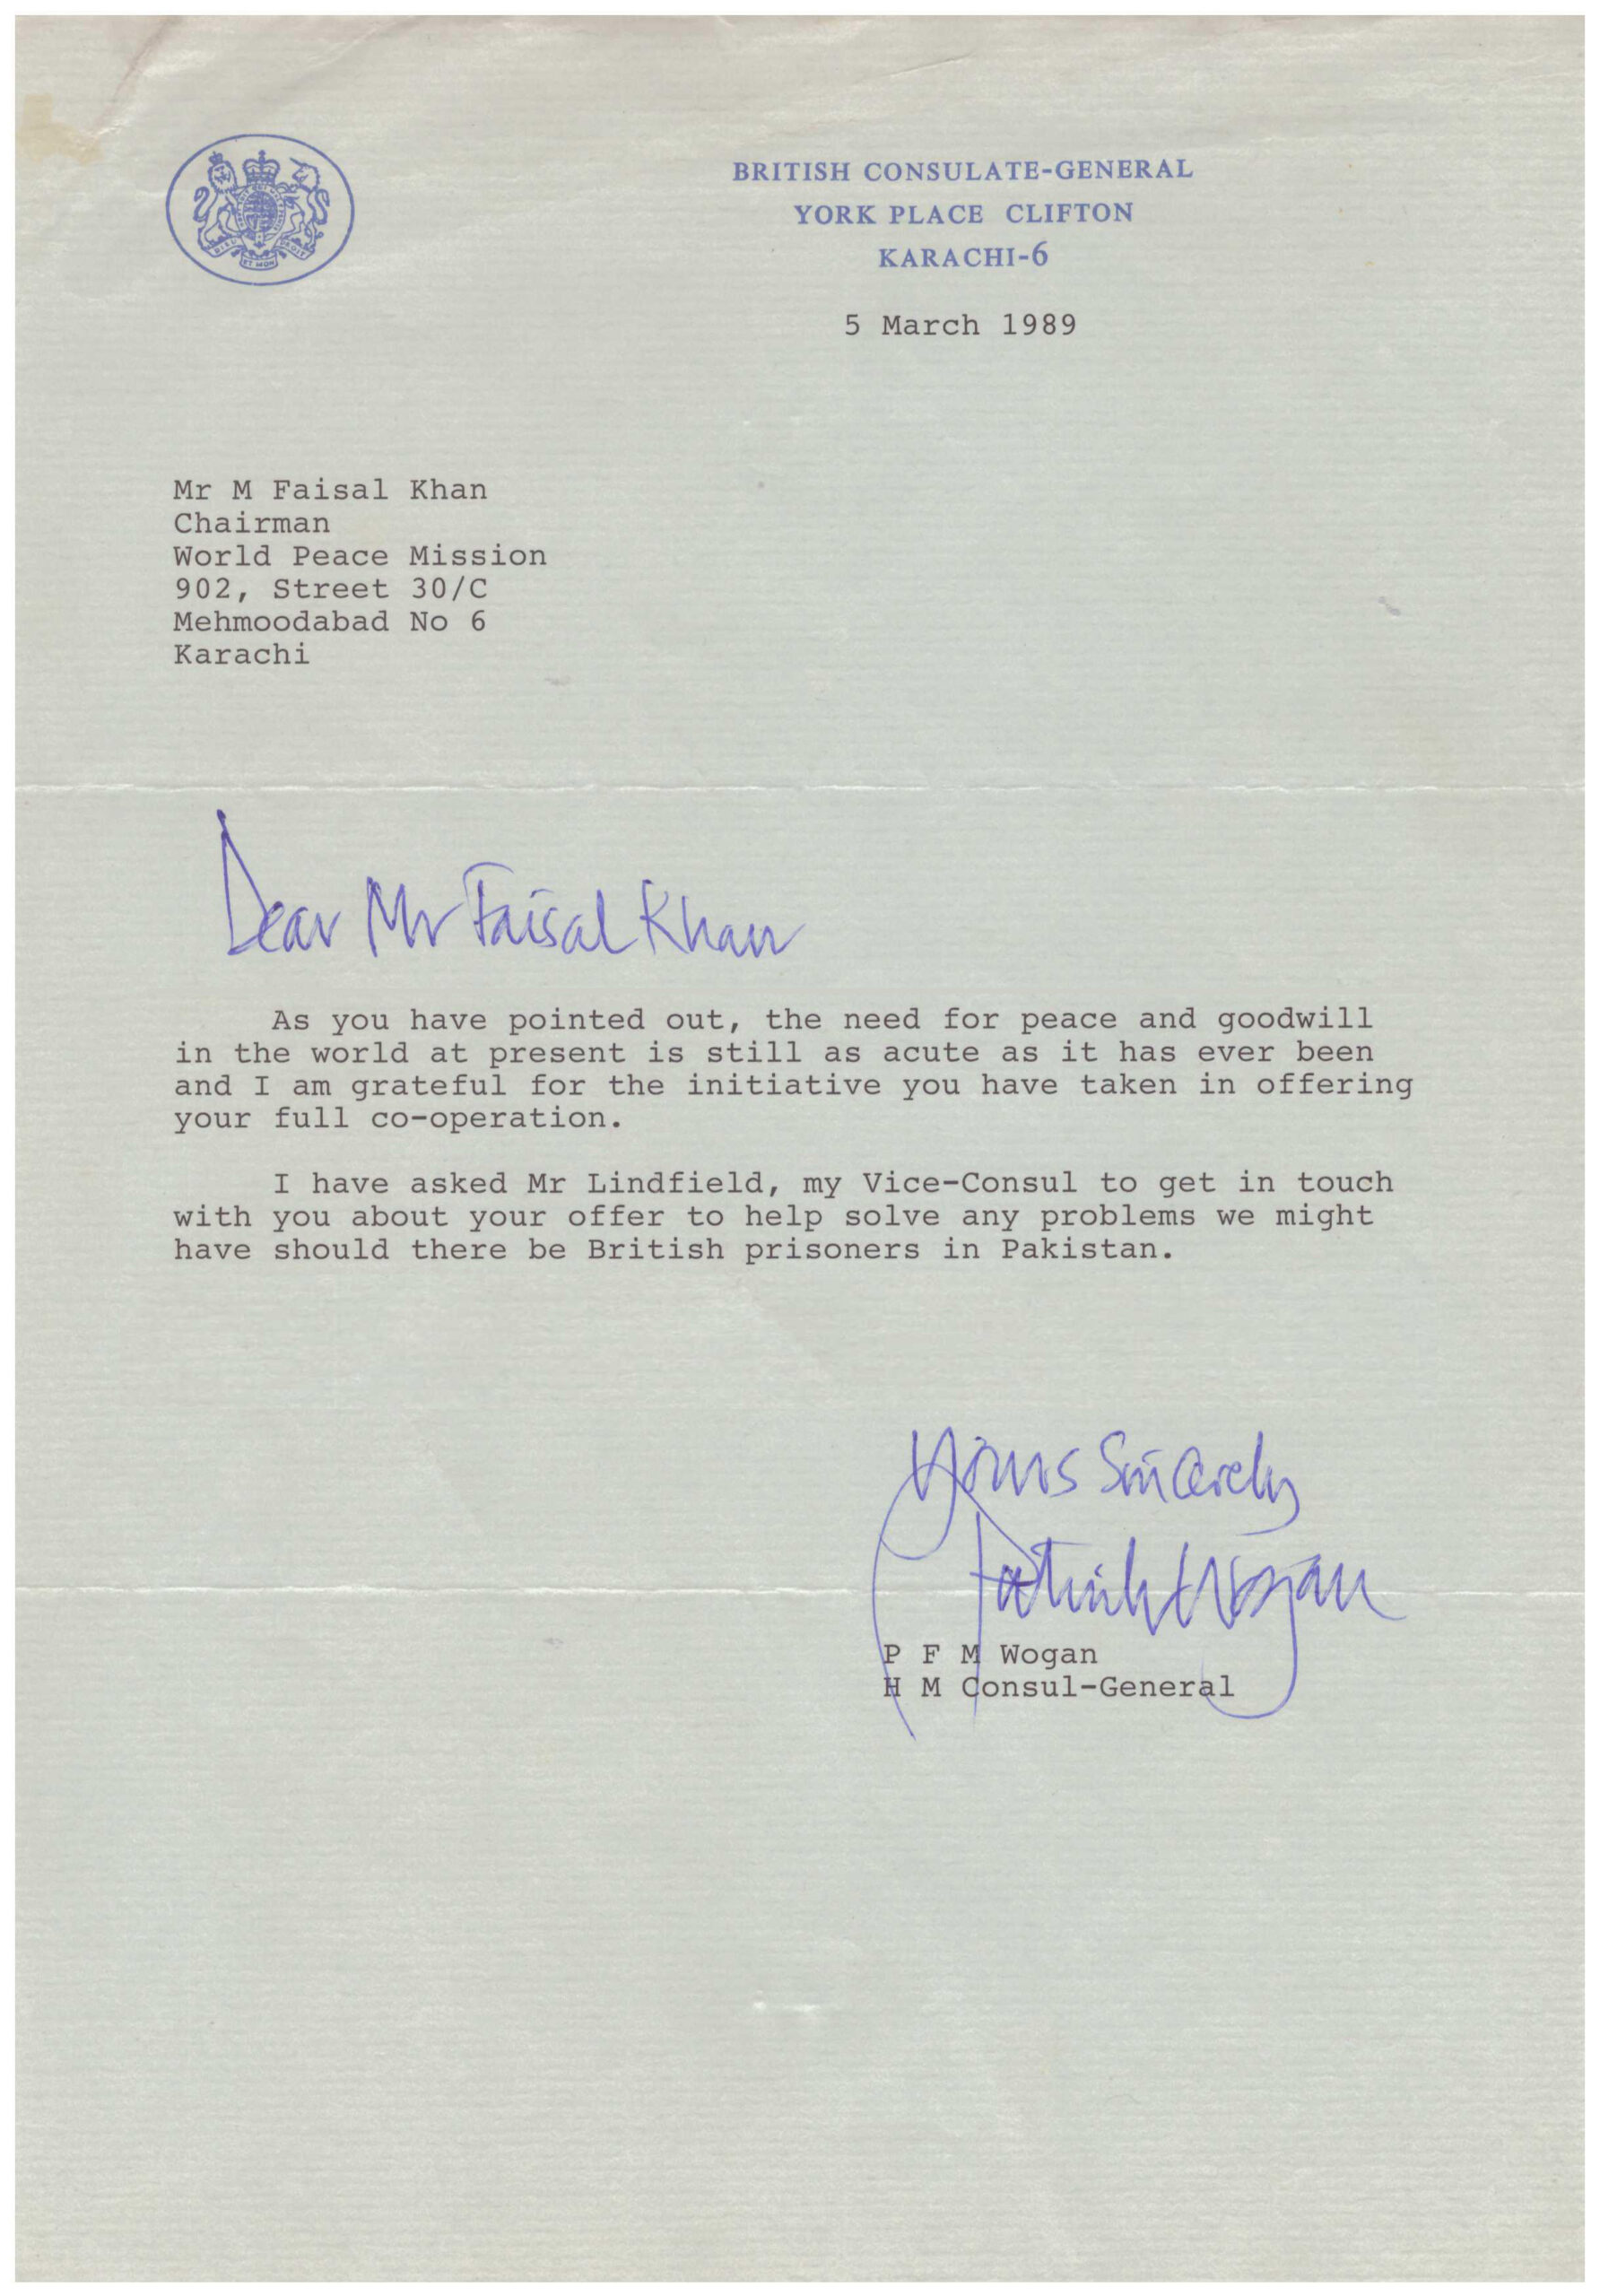 BRITISH CONSULATE-GENERAL
YORK PLACE CLIFTON
KARACHI-6
5 March 1989
Mr M Faisal Khan
Chairman
World Peace Mission
902, Street 30/C
Mehmoodabad No 6
Karachi
Dear Mr Faisal Khan
As you have pointed out, the need for peace and goodwill
in the world at present is still as acute as it has ever been
and I am grateful for the initiative you have taken in offering
your full co-operation.
I have asked Mr Lindfield, my Vice-Consul to get in touch
with you about your offer to help solve any problems we might
have should there be British prisoners in Pakistan.
Yours Sincerely
Patrick Wogan
P F M Wogan
H M Consul-General